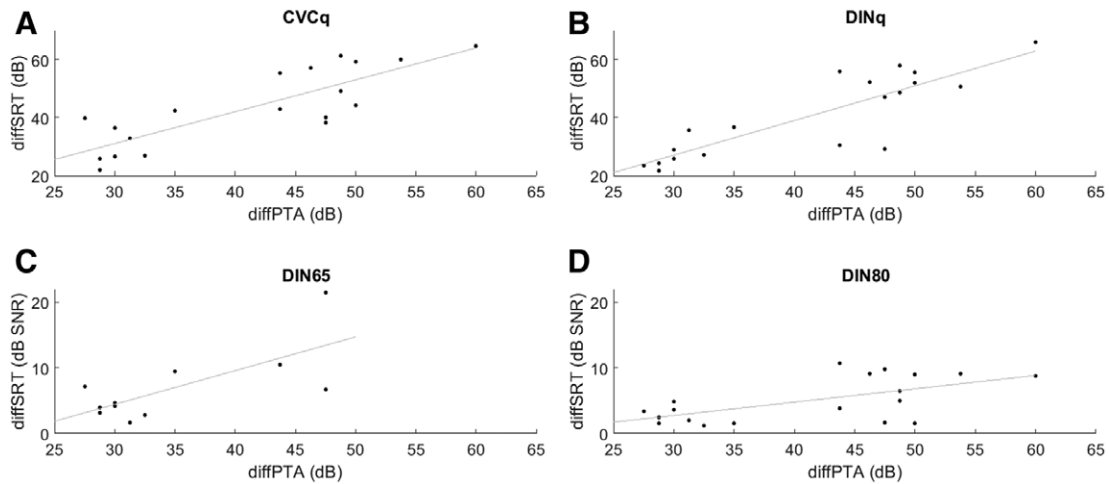 A
CVCq
diffSRT (dB)
60
40
20
25 30 35 40 45 50 55 60 65
diffPTA (dB)
B
DINq
diffSRT (dB)
60
40
20
25 30 35 40 45 50 55 60 65
diffPTA (dB)
C
DIN65
diffSRT (dB SNR)
20
10
0
25 30 35 40 45 50 55 60 65
diffPTA (dB)
D
DIN80
diffSRT (dB SNR)
20
10
0
25 30 35 40 45 50 55 60 65
diffPTA (dB)